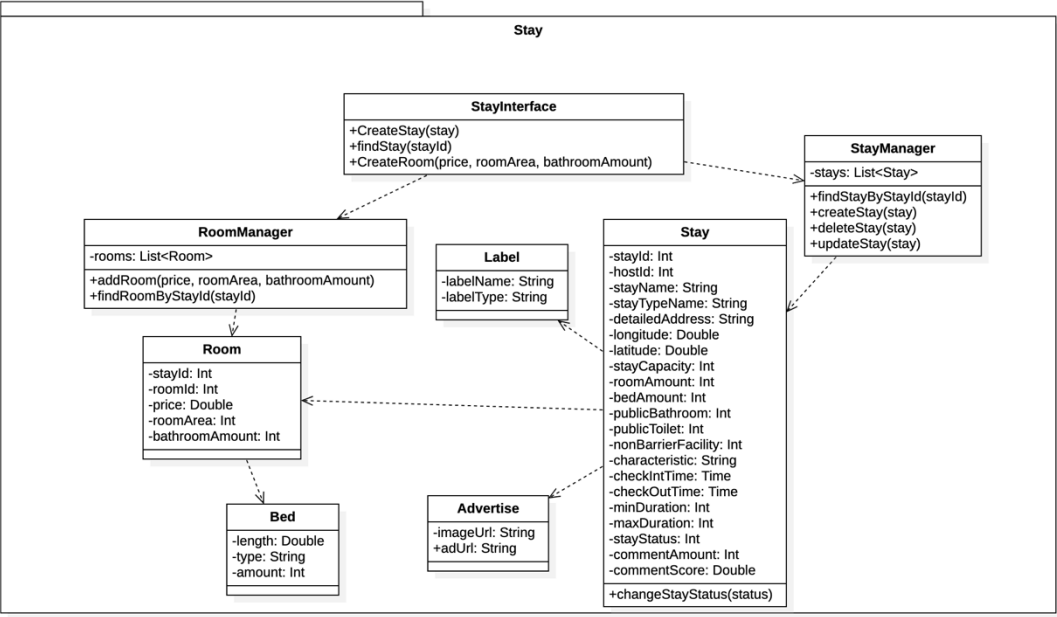 Stay
StayInterface
+CreateStay(stay)
+findStay(stayId)
+CreateRoom(price, roomArea, bathroomAmount)
StayManager
-stays: List<Stay>
+findStayByStayId(stayId)
+createStay(stay)
+deleteStay(stay)
+updateStay(stay)
RoomManager
-rooms: List<Room>
+addRoom(price, roomArea, bathroomAmount)
+findRoomByStayId(stayId)
Label
-labelName: String
-labelType: String
Stay
-stayId: Int
-hostId: Int
-stayName: String
-stayTypeName: String
-detailedAddress: String
-longitude: Double
-latitude: Double
-stayCapacity: Int
-roomAmount: Int
-bedAmount: Int
-publicBathroom: Int
-publicToilet: Int
-nonBarrierFacility: Int
-characteristic: String
-checkIntTime: Time
-checkOutTime: Time
-minDuration: Int
-maxDuration: Int
-stayStatus: Int
-commentAmount: Int
-commentScore: Double
+changeStayStatus(status)
Room
-stayId: Int
-roomId: Int
-price: Double
-roomArea: Int
-bathroomAmount: Int
Bed
-length: Double
-type: String
-amount: Int
Advertise
-imageUrl: String
+adUrl: String